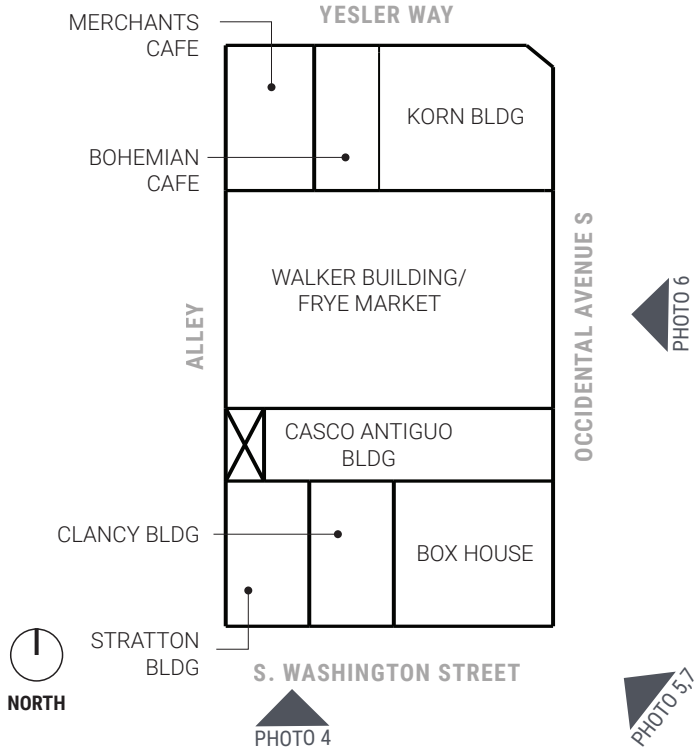 YESLER WAY
MERCHANTS
CAFE
KORN BLDG
BOHEMIAN
CAFE
WALKER BUILDING/
FRYE MARKET
ALLEY
OCCIDENTAL AVENUE S
PHOTO 6
CASCO ANTIGUO
BLDG
CLANCY BLDG
BOX HOUSE
STRATTON
BLDG
NORTH
S. WASHINGTON STREET
PHOTO 4
PHOTO 5,7